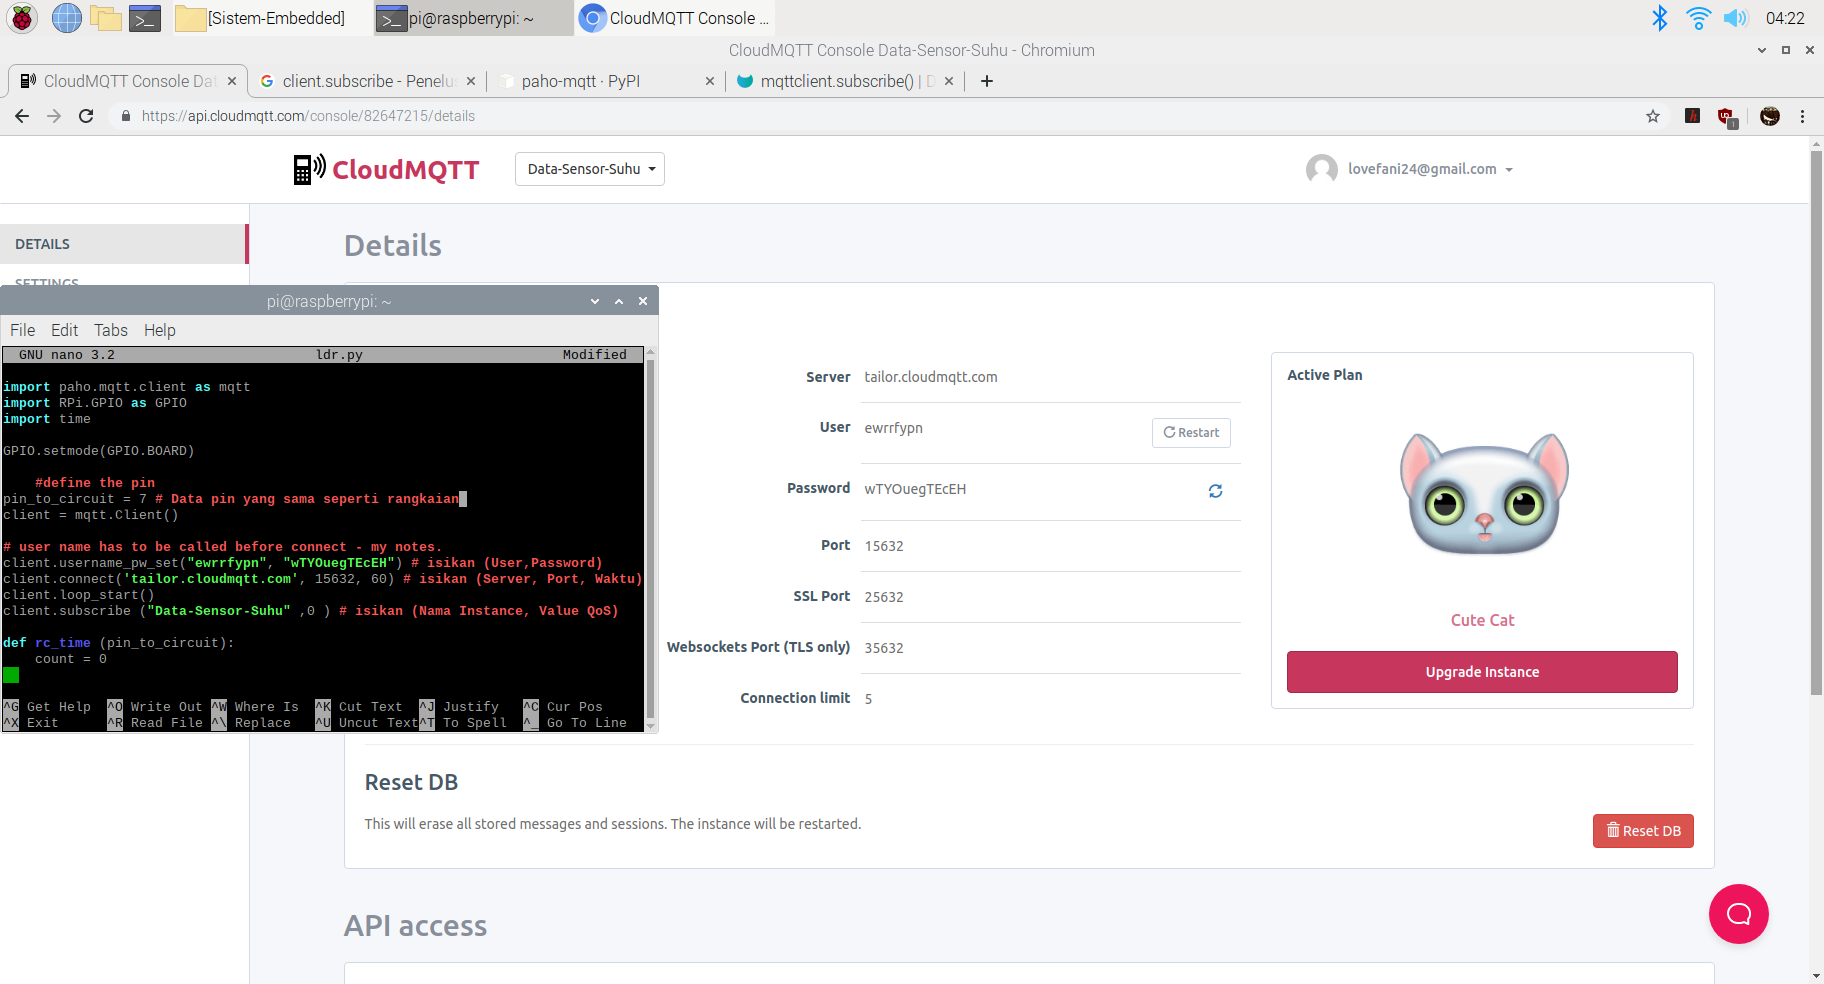 [Sistem-Embedded]
pi@raspberrypi: ~
CloudMQTT Console ...
04:22
CloudMQTT Console Data-Sensor-Suhu - Chromium
CloudMQTT Console Dat
client.subscribe - Penelus
paho-mqtt · PyPI
mqttclient.subscribe() | D
https://api.cloudmqtt.com/console/82647215/details
1
CloudMQTT
Data-Sensor-Suhu
lovefani24@gmail.com
DETAILS
SETTINGS
Details
pi@raspberrypi: ~
File Edit Tabs Help
GNU nano 3.2 ldr.py Modified
import paho.mqtt.client as mqtt
import RPi.GPIO as GPIO
import time
GPIO.setmode(GPIO.BOARD)
#define the pin
pin_to_circuit = 7 # Data pin yang sama seperti rangkaian
client = mqtt.Client()
# user name has to be called before connect - my notes.
client.username_pw_set("ewrrfypn", "wTYOuegTEcEH") # isikan (User,Password)
client.connect('tailor.cloudmqtt.com', 15632, 60) # isikan (Server, Port, Waktu)
client.loop_start()
client.subscribe ("Data-Sensor-Suhu" ,0 ) # isikan (Nama Instance, Value QoS)
def rc_time (pin_to_circuit):
count = 0
^G Get Help ^O Write Out ^W Where Is ^K Cut Text ^J Justify ^C Cur Pos
^X Exit ^R Read File ^\ Replace ^U Uncut Text ^T To Spell ^_ Go To Line
Server tailor.cloudmqtt.com
User ewrrfypn
Restart
Password wTYOuegTEcEH
Port 15632
SSL Port 25632
Websockets Port (TLS only) 35632
Connection limit 5
Active Plan
Cute Cat
Upgrade Instance
Reset DB
This will erase all stored messages and sessions. The instance will be restarted.
Reset DB
API access